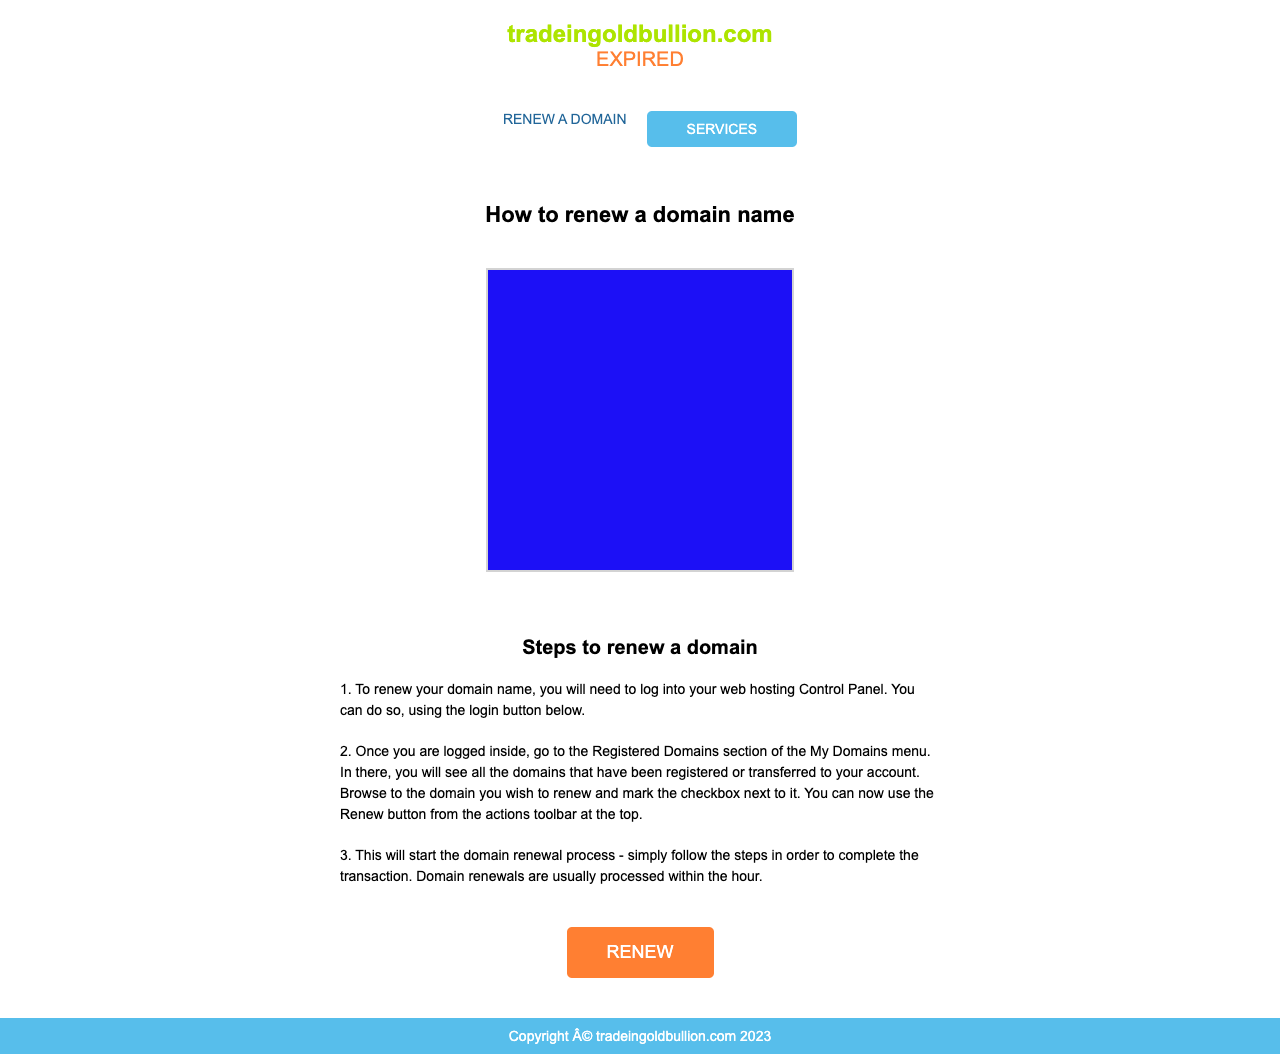 tradeingoldbullion.com
EXPIRED
RENEW A DOMAIN
SERVICES
How to renew a domain name
Steps to renew a domain
1. To renew your domain name, you will need to log into your web hosting Control Panel. You
can do so, using the login button below.
2. Once you are logged inside, go to the Registered Domains section of the My Domains menu.
In there, you will see all the domains that have been registered or transferred to your account.
Browse to the domain you wish to renew and mark the checkbox next to it. You can now use the
Renew button from the actions toolbar at the top.
3. This will start the domain renewal process - simply follow the steps in order to complete the
transaction. Domain renewals are usually processed within the hour.
RENEW
Copyright Â© tradeingoldbullion.com 2023